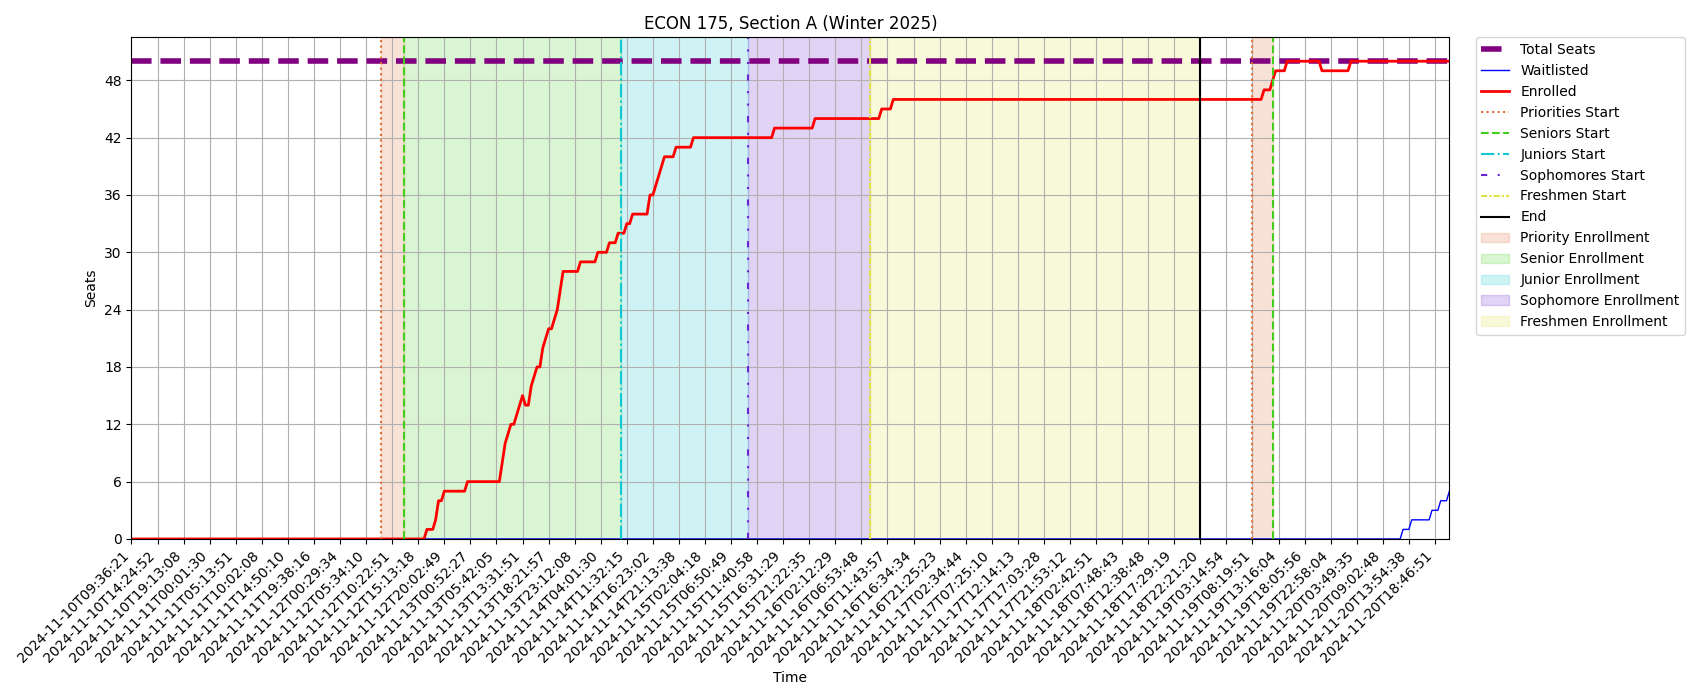 ECON 175, Section A (Winter 2025)
Seats
48
42
36
30
24
18
12
6
0
2024-11-10T09:36:21
2024-11-10T14:24:52
2024-11-10T19:13:08
2024-11-11T00:01:30
2024-11-11T05:13:51
2024-11-11T10:02:08
2024-11-11T14:50:10
2024-11-11T19:38:16
2024-11-12T00:29:34
2024-11-12T05:34:10
2024-11-12T10:22:51
2024-11-12T15:13:18
2024-11-12T20:02:49
2024-11-13T00:52:27
2024-11-13T05:42:05
2024-11-13T13:31:51
2024-11-13T18:21:57
2024-11-13T23:12:08
2024-11-14T04:01:30
2024-11-14T11:32:15
2024-11-14T16:23:02
2024-11-14T21:13:38
2024-11-15T02:04:18
2024-11-15T06:50:49
2024-11-15T11:40:58
2024-11-15T16:31:29
2024-11-15T21:22:35
2024-11-16T02:12:29
2024-11-16T06:53:48
2024-11-16T11:43:57
2024-11-16T16:34:34
2024-11-16T21:25:23
2024-11-17T02:34:44
2024-11-17T07:25:10
2024-11-17T12:14:13
2024-11-17T17:03:28
2024-11-17T21:53:12
2024-11-18T02:42:51
2024-11-18T07:48:43
2024-11-18T12:38:48
2024-11-18T17:29:19
2024-11-18T22:21:20
2024-11-19T03:14:54
2024-11-19T08:19:51
2024-11-19T13:16:04
2024-11-19T18:05:56
2024-11-19T22:58:04
2024-11-20T03:49:35
2024-11-20T09:02:48
2024-11-20T13:54:38
2024-11-20T18:46:51
Time
Total Seats
Waitlisted
Enrolled
Priorities Start
Seniors Start
Juniors Start
Sophomores Start
Freshmen Start
End
Priority Enrollment
Senior Enrollment
Junior Enrollment
Sophomore Enrollment
Freshmen Enrollment